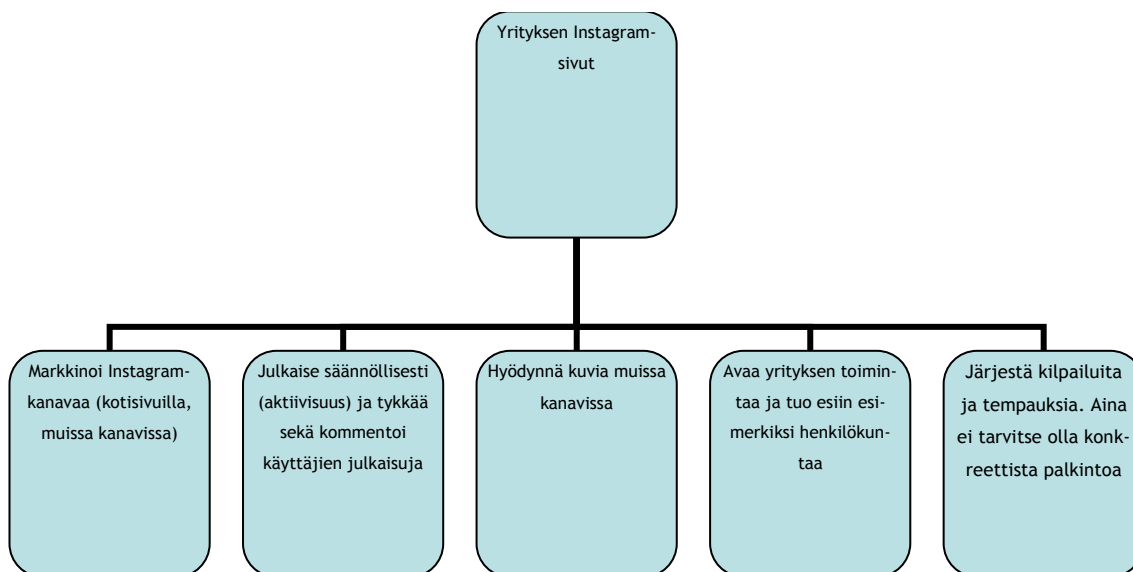 Yrityksen Instagram-
sivut
Markkinoi Instagram-
kanavaa (kotisivuilla,
muissa kanavissa)
Julkaise säännöllisesti
(aktiivisuus) ja tykkää
sekä kommentoi
käyttäjien julkaisuja
Hyödynnä kuvia muissa
kanavissa
Avaa yrityksen toimin-
taa ja tuo esiin esi-
merkiksi henkilökun-
taa
Järjestä kilpailuita
ja tempauksia. Aina
ei tarvitse olla konk-
reettista palkintoa